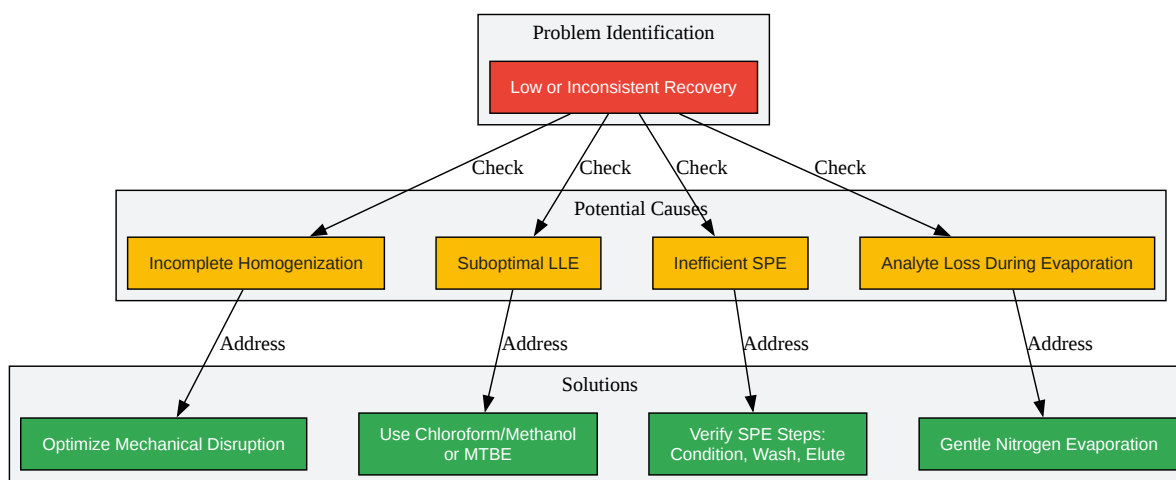 Problem Identification
Low or Inconsistent Recovery
Check
Check
Check
Check
Potential Causes
Incomplete Homogenization
Suboptimal LLE
Inefficient SPE
Analyte Loss During Evaporation
Address
Address
Address
Address
Solutions
Optimize Mechanical Disruption
Use Chloroform/Methanol
or MTBE
Verify SPE Steps:
Condition, Wash, Elute
Gentle Nitrogen Evaporation